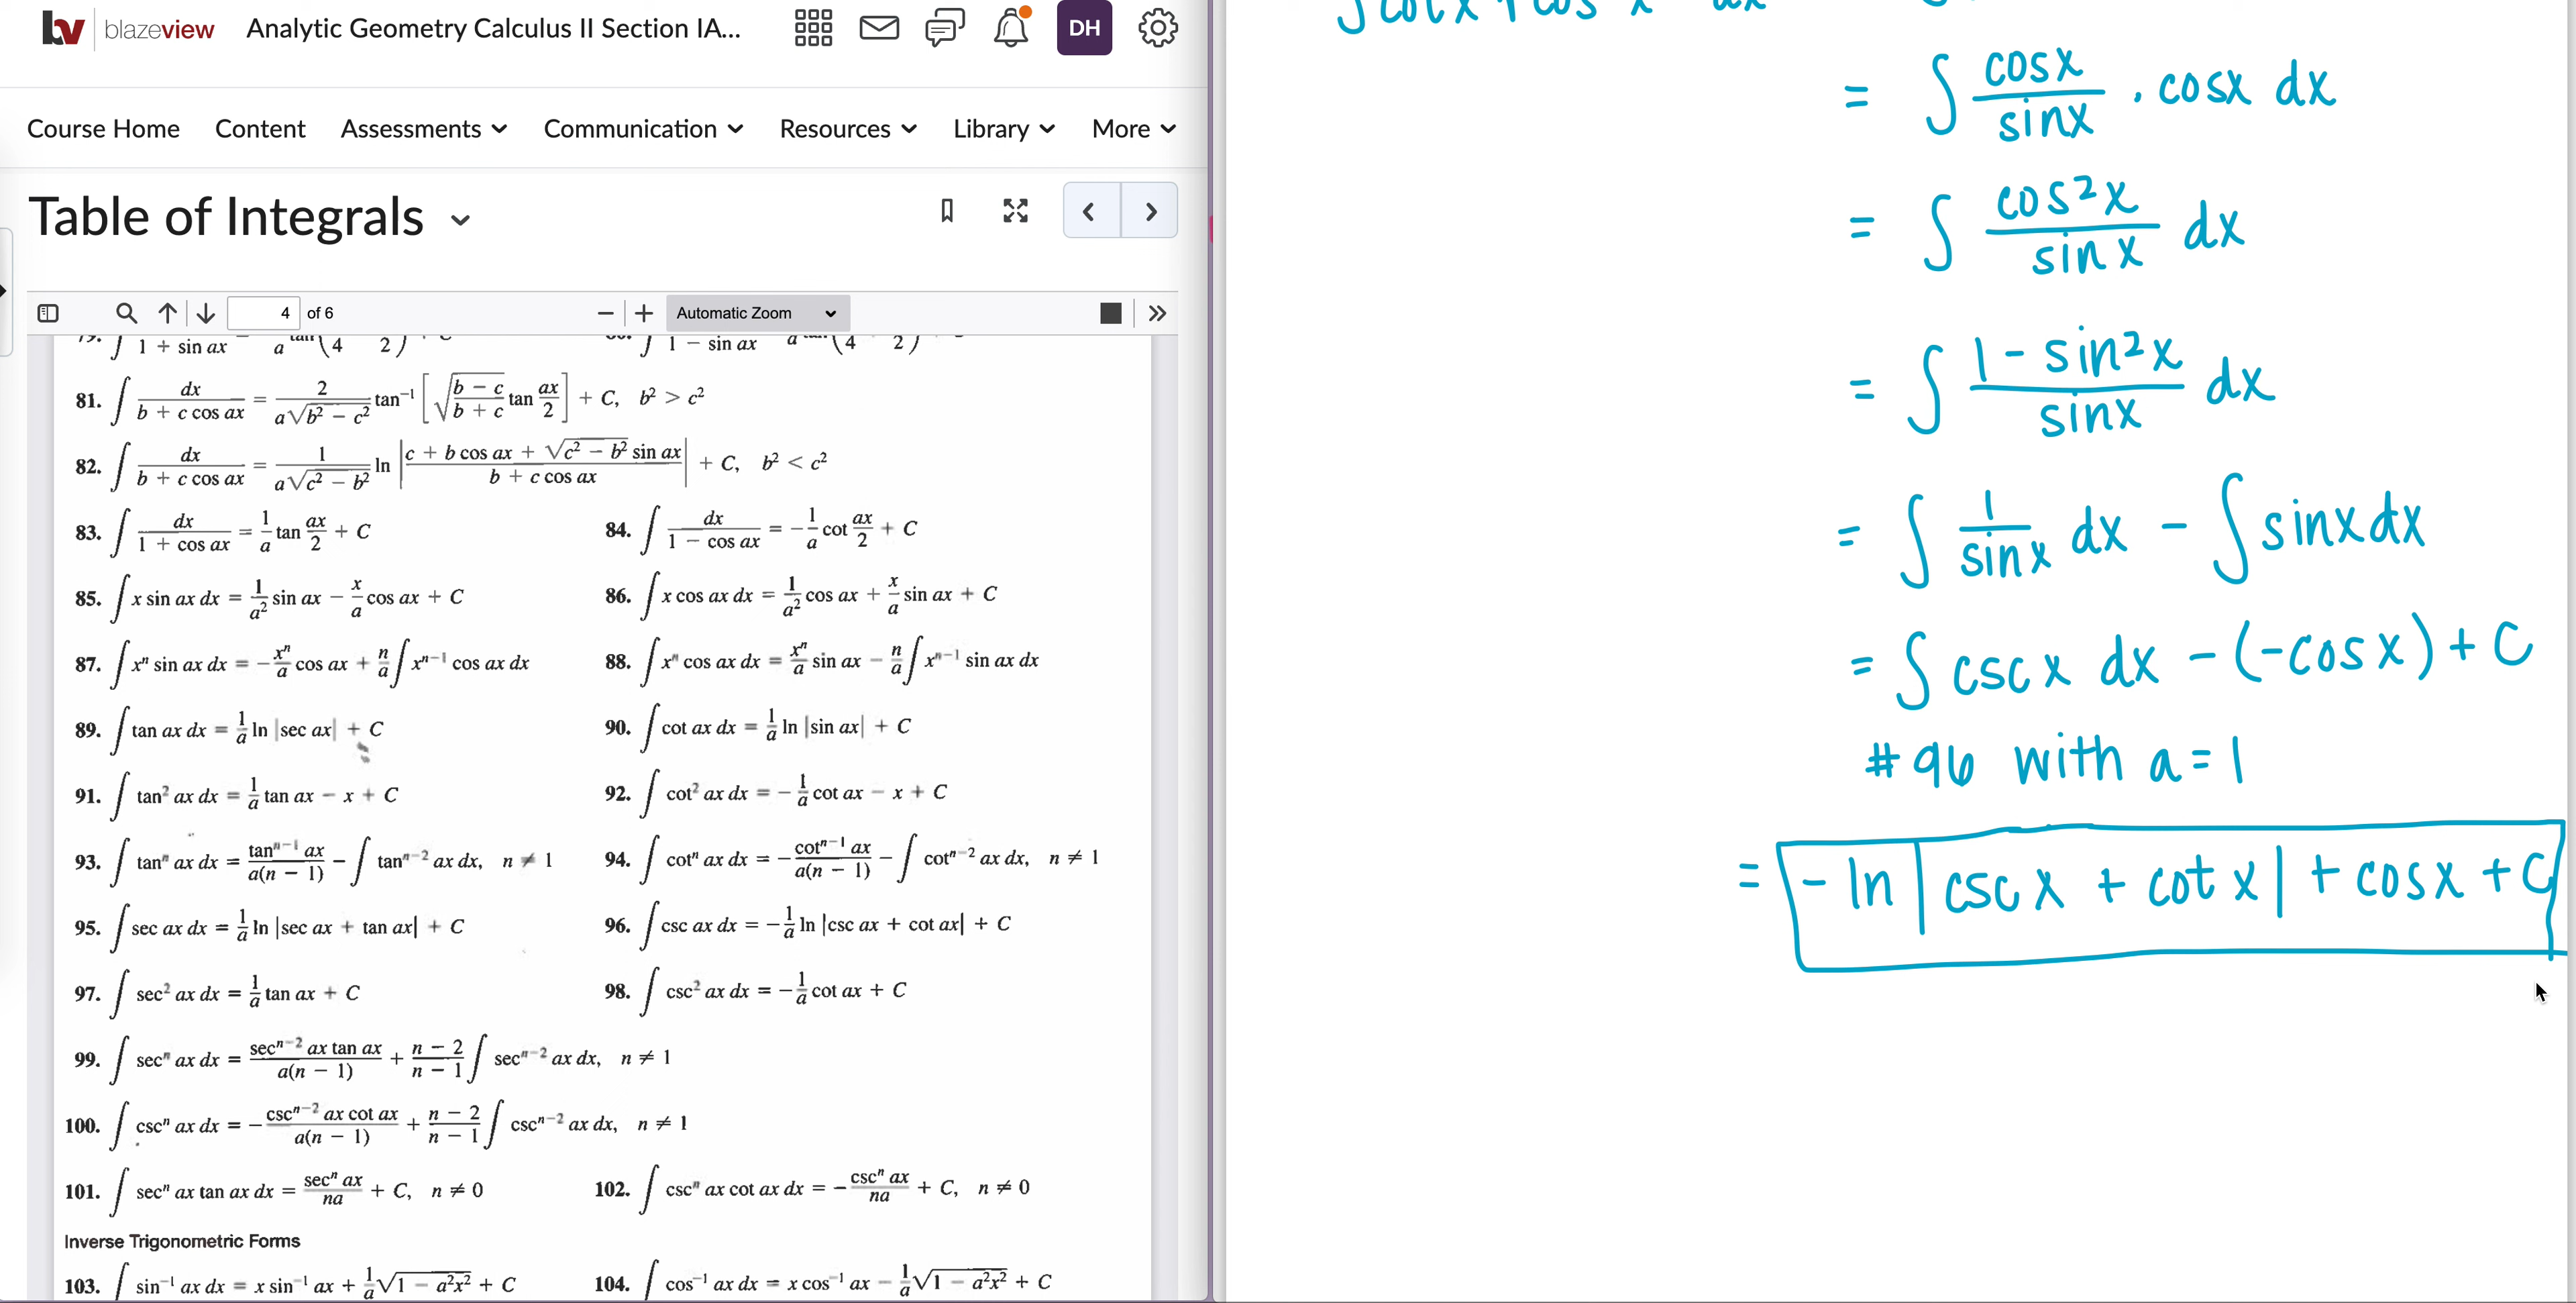 blazeview Analytic Geometry Calculus II Section IA... DH
Course Home Content Assessments Communication Resources Library More
Table of Integrals
4 of 6 Automatic Zoom
81. ∫ dx/(b + c cos ax) = 2/(a√(b² − c²)) tan⁻¹ [√((b − c)/(b + c)) tan ax/2] + C, b² > c²
82. ∫ dx/(b + c cos ax) = 1/(a√(c² − b²)) ln |(c + b cos ax + √(c² − b²) sin ax)/(b + c cos ax)| + C, b² < c²
83. ∫ dx/(1 + cos ax) = 1/a tan ax/2 + C
84. ∫ dx/(1 − cos ax) = −1/a cot ax/2 + C
85. ∫ x sin ax dx = 1/a² sin ax − x/a cos ax + C
86. ∫ x cos ax dx = 1/a² cos ax + x/a sin ax + C
87. ∫ xⁿ sin ax dx = −xⁿ/a cos ax + n/a ∫ xⁿ⁻¹ cos ax dx
88. ∫ xⁿ cos ax dx = xⁿ/a sin ax − n/a ∫ xⁿ⁻¹ sin ax dx
89. ∫ tan ax dx = 1/a ln |sec ax| + C
90. ∫ cot ax dx = 1/a ln |sin ax| + C
91. ∫ tan² ax dx = 1/a tan ax − x + C
92. ∫ cot² ax dx = −1/a cot ax − x + C
93. ∫ tanⁿ ax dx = tanⁿ⁻¹ ax/(a(n − 1)) − ∫ tanⁿ⁻² ax dx, n ≠ 1
94. ∫ cotⁿ ax dx = −cotⁿ⁻¹ ax/(a(n − 1)) − ∫ cotⁿ⁻² ax dx, n ≠ 1
95. ∫ sec ax dx = 1/a ln |sec ax + tan ax| + C
96. ∫ csc ax dx = −1/a ln |csc ax + cot ax| + C
97. ∫ sec² ax dx = 1/a tan ax + C
98. ∫ csc² ax dx = −1/a cot ax + C
99. ∫ secⁿ ax dx = secⁿ⁻² ax tan ax/(a(n − 1)) + (n − 2)/(n − 1) ∫ secⁿ⁻² ax dx, n ≠ 1
100. ∫ cscⁿ ax dx = −cscⁿ⁻² ax cot ax/(a(n − 1)) + (n − 2)/(n − 1) ∫ cscⁿ⁻² ax dx, n ≠ 1
101. ∫ secⁿ ax tan ax dx = secⁿ ax/na + C, n ≠ 0
102. ∫ cscⁿ ax cot ax dx = −cscⁿ ax/na + C, n ≠ 0
Inverse Trigonometric Forms
103. ∫ sin⁻¹ ax dx = x sin⁻¹ ax + 1/a √(1 − a²x²) + C
104. ∫ cos⁻¹ ax dx = x cos⁻¹ ax − 1/a √(1 − a²x²) + C
= ∫ cosx/sinx · cosx dx
= ∫ cos²x/sinx dx
= ∫ (1 - sin²x)/sinx dx
= ∫ 1/sinx dx - ∫ sinx dx
= ∫ cscx dx - (-cosx) + C
#96 with a=1
= - ln |cscx + cotx| + cosx + C